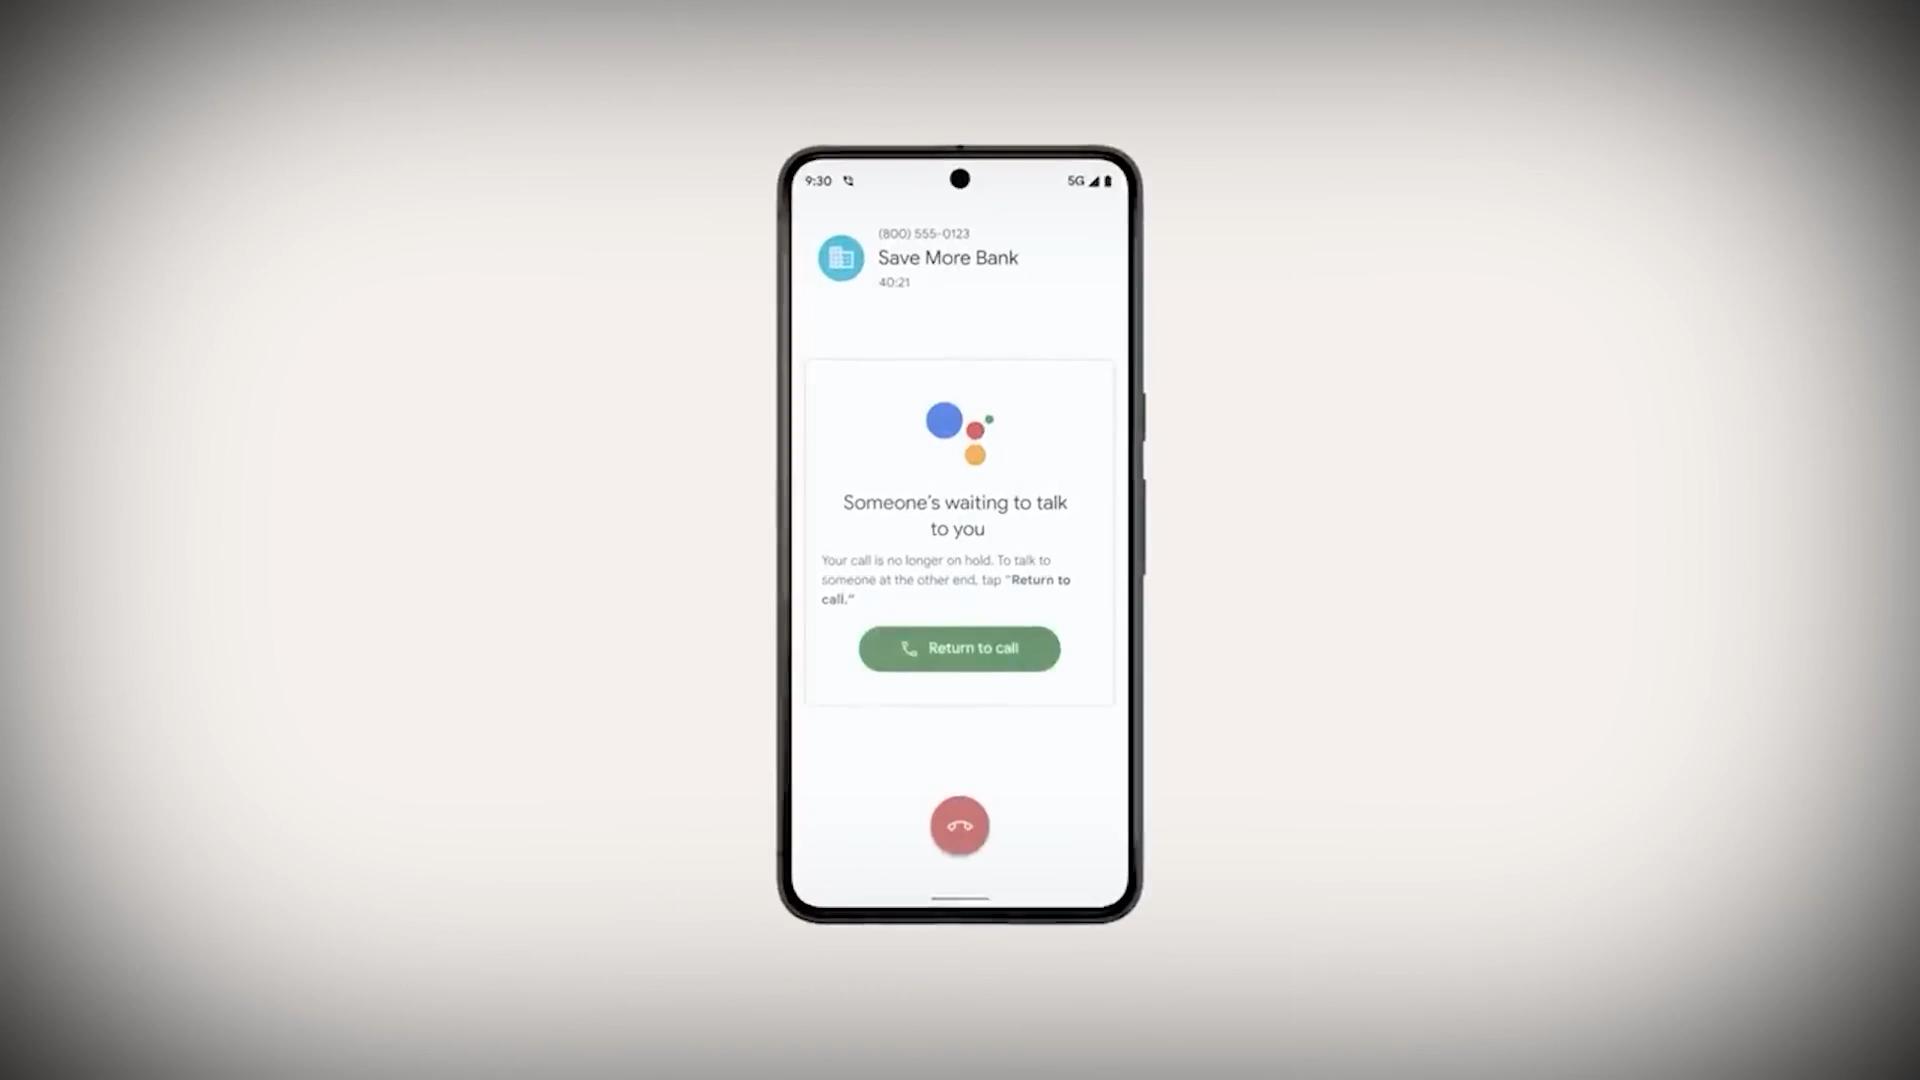 9:30
5G
(800) 555-0123
Save More Bank
40:21
Someone's waiting to talk
to you
Your call is no longer on hold. To talk to
someone at the other end, tap "Return to
call."
Return to call